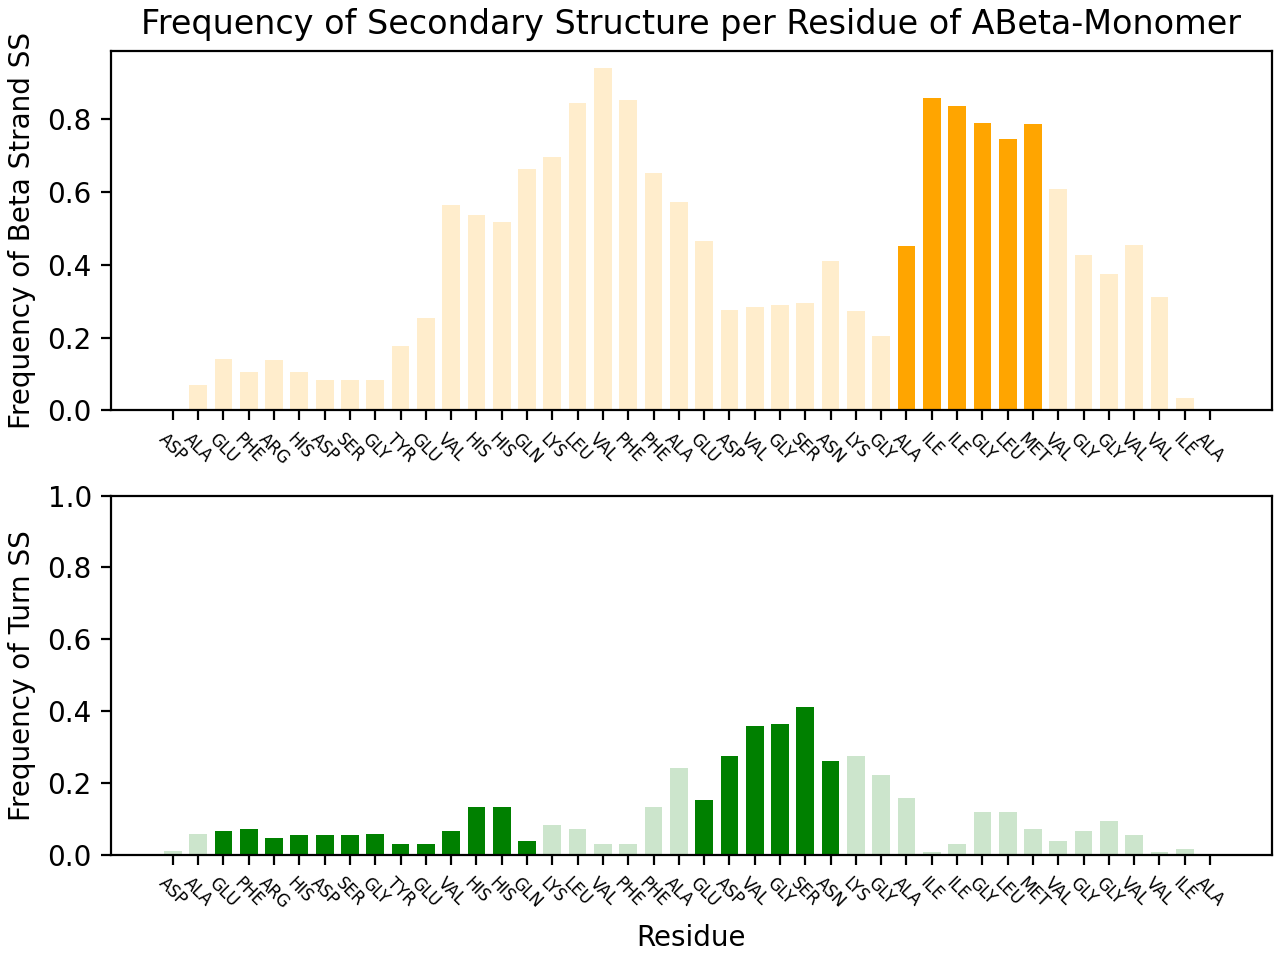 Frequency of Secondary Structure per Residue of ABeta-Monomer
Frequency of Beta Strand SS
0.8
0.6
0.4
0.2
0.0
ASP ALA GLU PHE ARG HIS ASP SER GLY TYR GLU VAL HIS HIS GLN LYS LEU VAL PHE PHE ALA GLU ASP VAL GLY SER ASN LYS GLY ALA ILE ILE GLY LEU MET VAL GLY GLY VAL VAL ILE ALA
Frequency of Turn SS
1.0
0.8
0.6
0.4
0.2
0.0
ASP ALA GLU PHE ARG HIS ASP SER GLY TYR GLU VAL HIS HIS GLN LYS LEU VAL PHE PHE ALA GLU ASP VAL GLY SER ASN LYS GLY ALA ILE ILE GLY LEU MET VAL GLY GLY VAL VAL ILE ALA
Residue